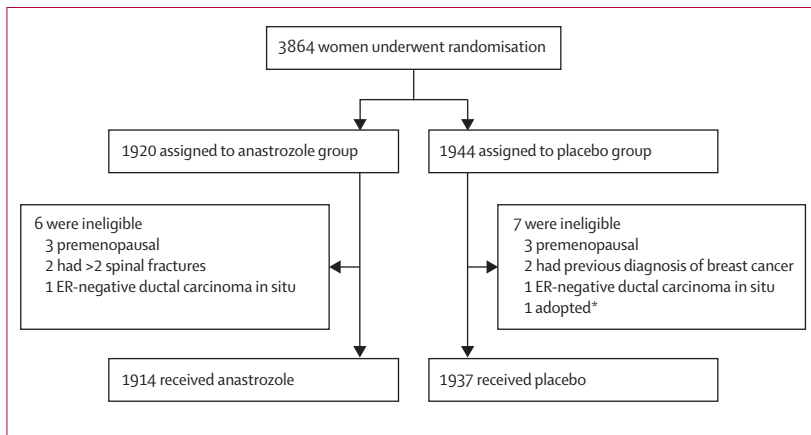 3864 women underwent randomisation
1920 assigned to anastrozole group
1944 assigned to placebo group
6 were ineligible
3 premenopausal
2 had >2 spinal fractures
1 ER-negative ductal carcinoma in situ
7 were ineligible
3 premenopausal
2 had previous diagnosis of breast cancer
1 ER-negative ductal carcinoma in situ
1 adopted*
1914 received anastrozole
1937 received placebo